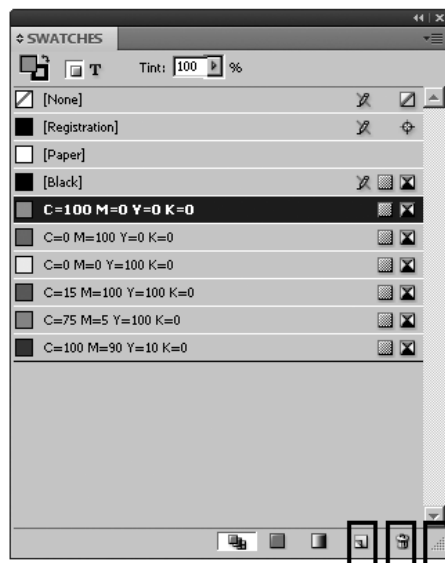 SWATCHES
T Tint: 100 %
[None]
[Registration]
[Paper]
[Black]
C=100 M=0 Y=0 K=0
C=0 M=100 Y=0 K=0
C=0 M=0 Y=100 K=0
C=15 M=100 Y=100 K=0
C=75 M=5 Y=100 K=0
C=100 M=90 Y=10 K=0